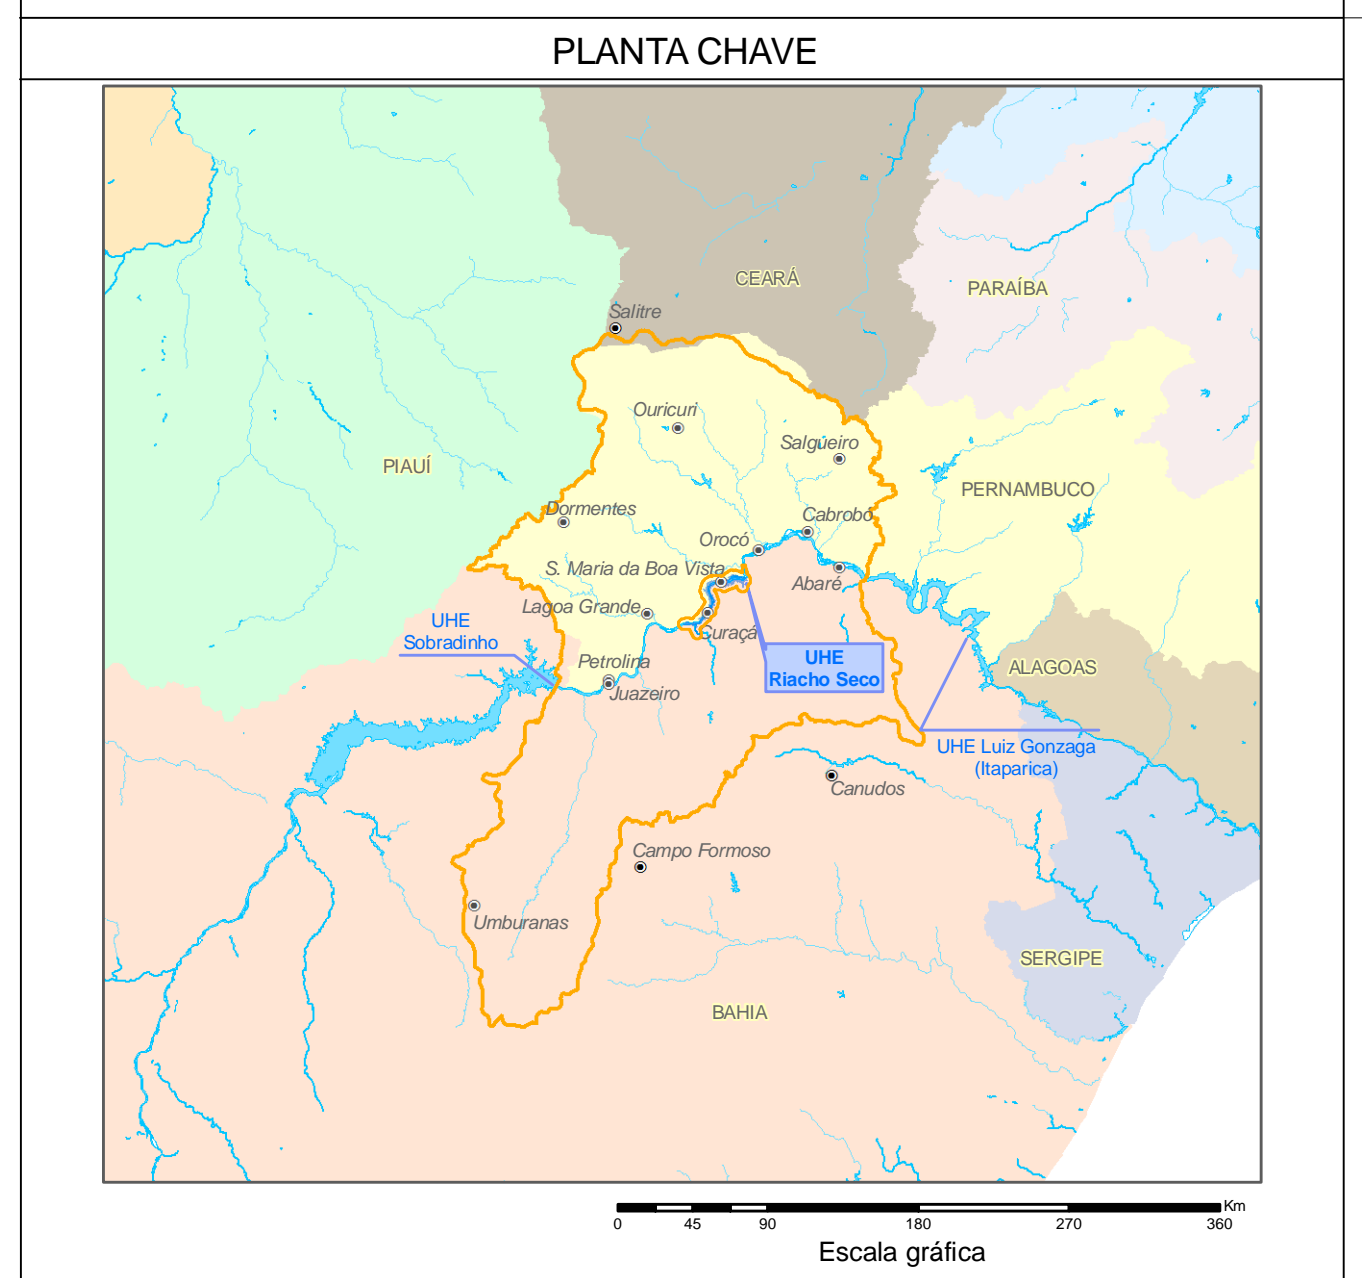 PLANTA CHAVE
CEARÁ
PARAÍBA
Salitre
Ouricuri
Salgueiro
PIAUÍ
PERNAMBUCO
Dormentes
Cabrobó
Orocó
S. Maria da Boa Vista
Abaré
Lagoa Grande
UHE
Sobradinho
Curaçá
UHE
Riacho Seco
Petrolina
ALAGOAS
Juazeiro
UHE Luiz Gonzaga
(Itaparica)
Canudos
Campo Formoso
Umburanas
SERGIPE
BAHIA
Km
0 45 90 180 270 360
Escala gráfica